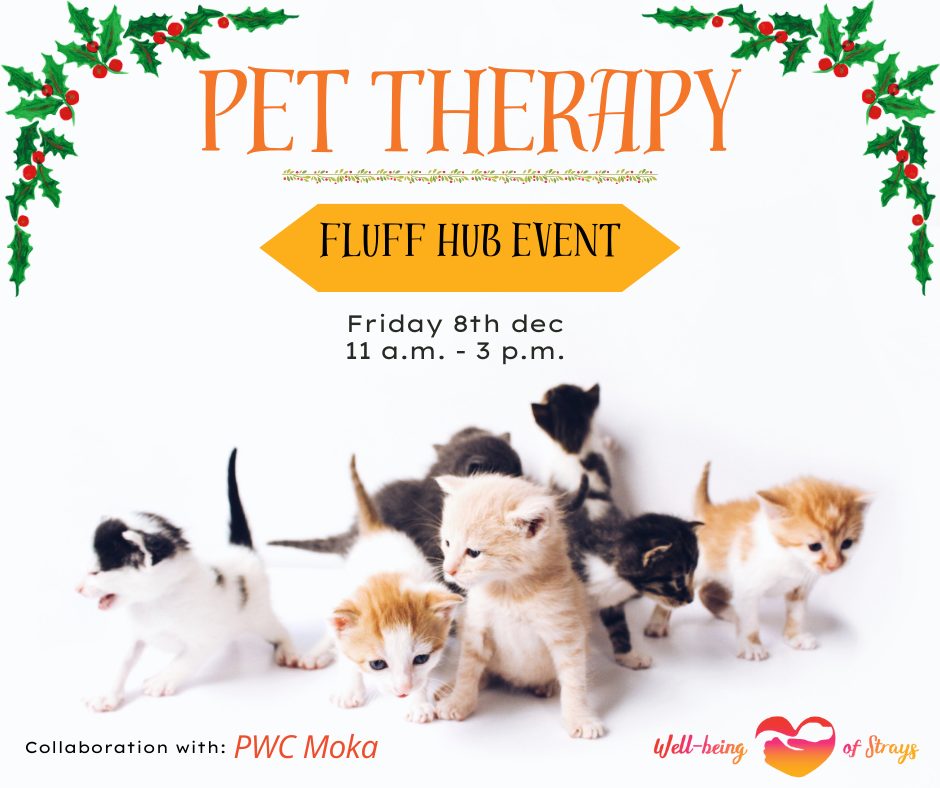 PET THERAPY
FLUFF HUB EVENT
Friday 8th dec
11 a.m. - 3 p.m.
Collaboration with: PWC Moka
Well-being of Strays